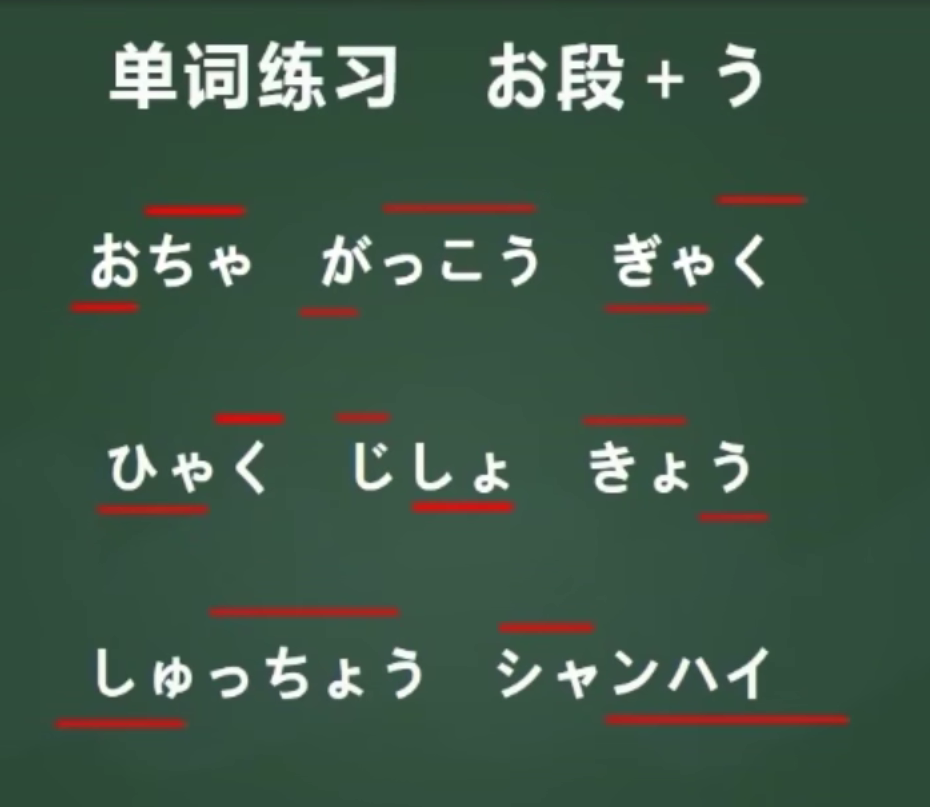 单词练习 お段+う
おちゃ がっこう ぎゃく
ひゃく じしょ きょう
しゅっちょう シャンハイ